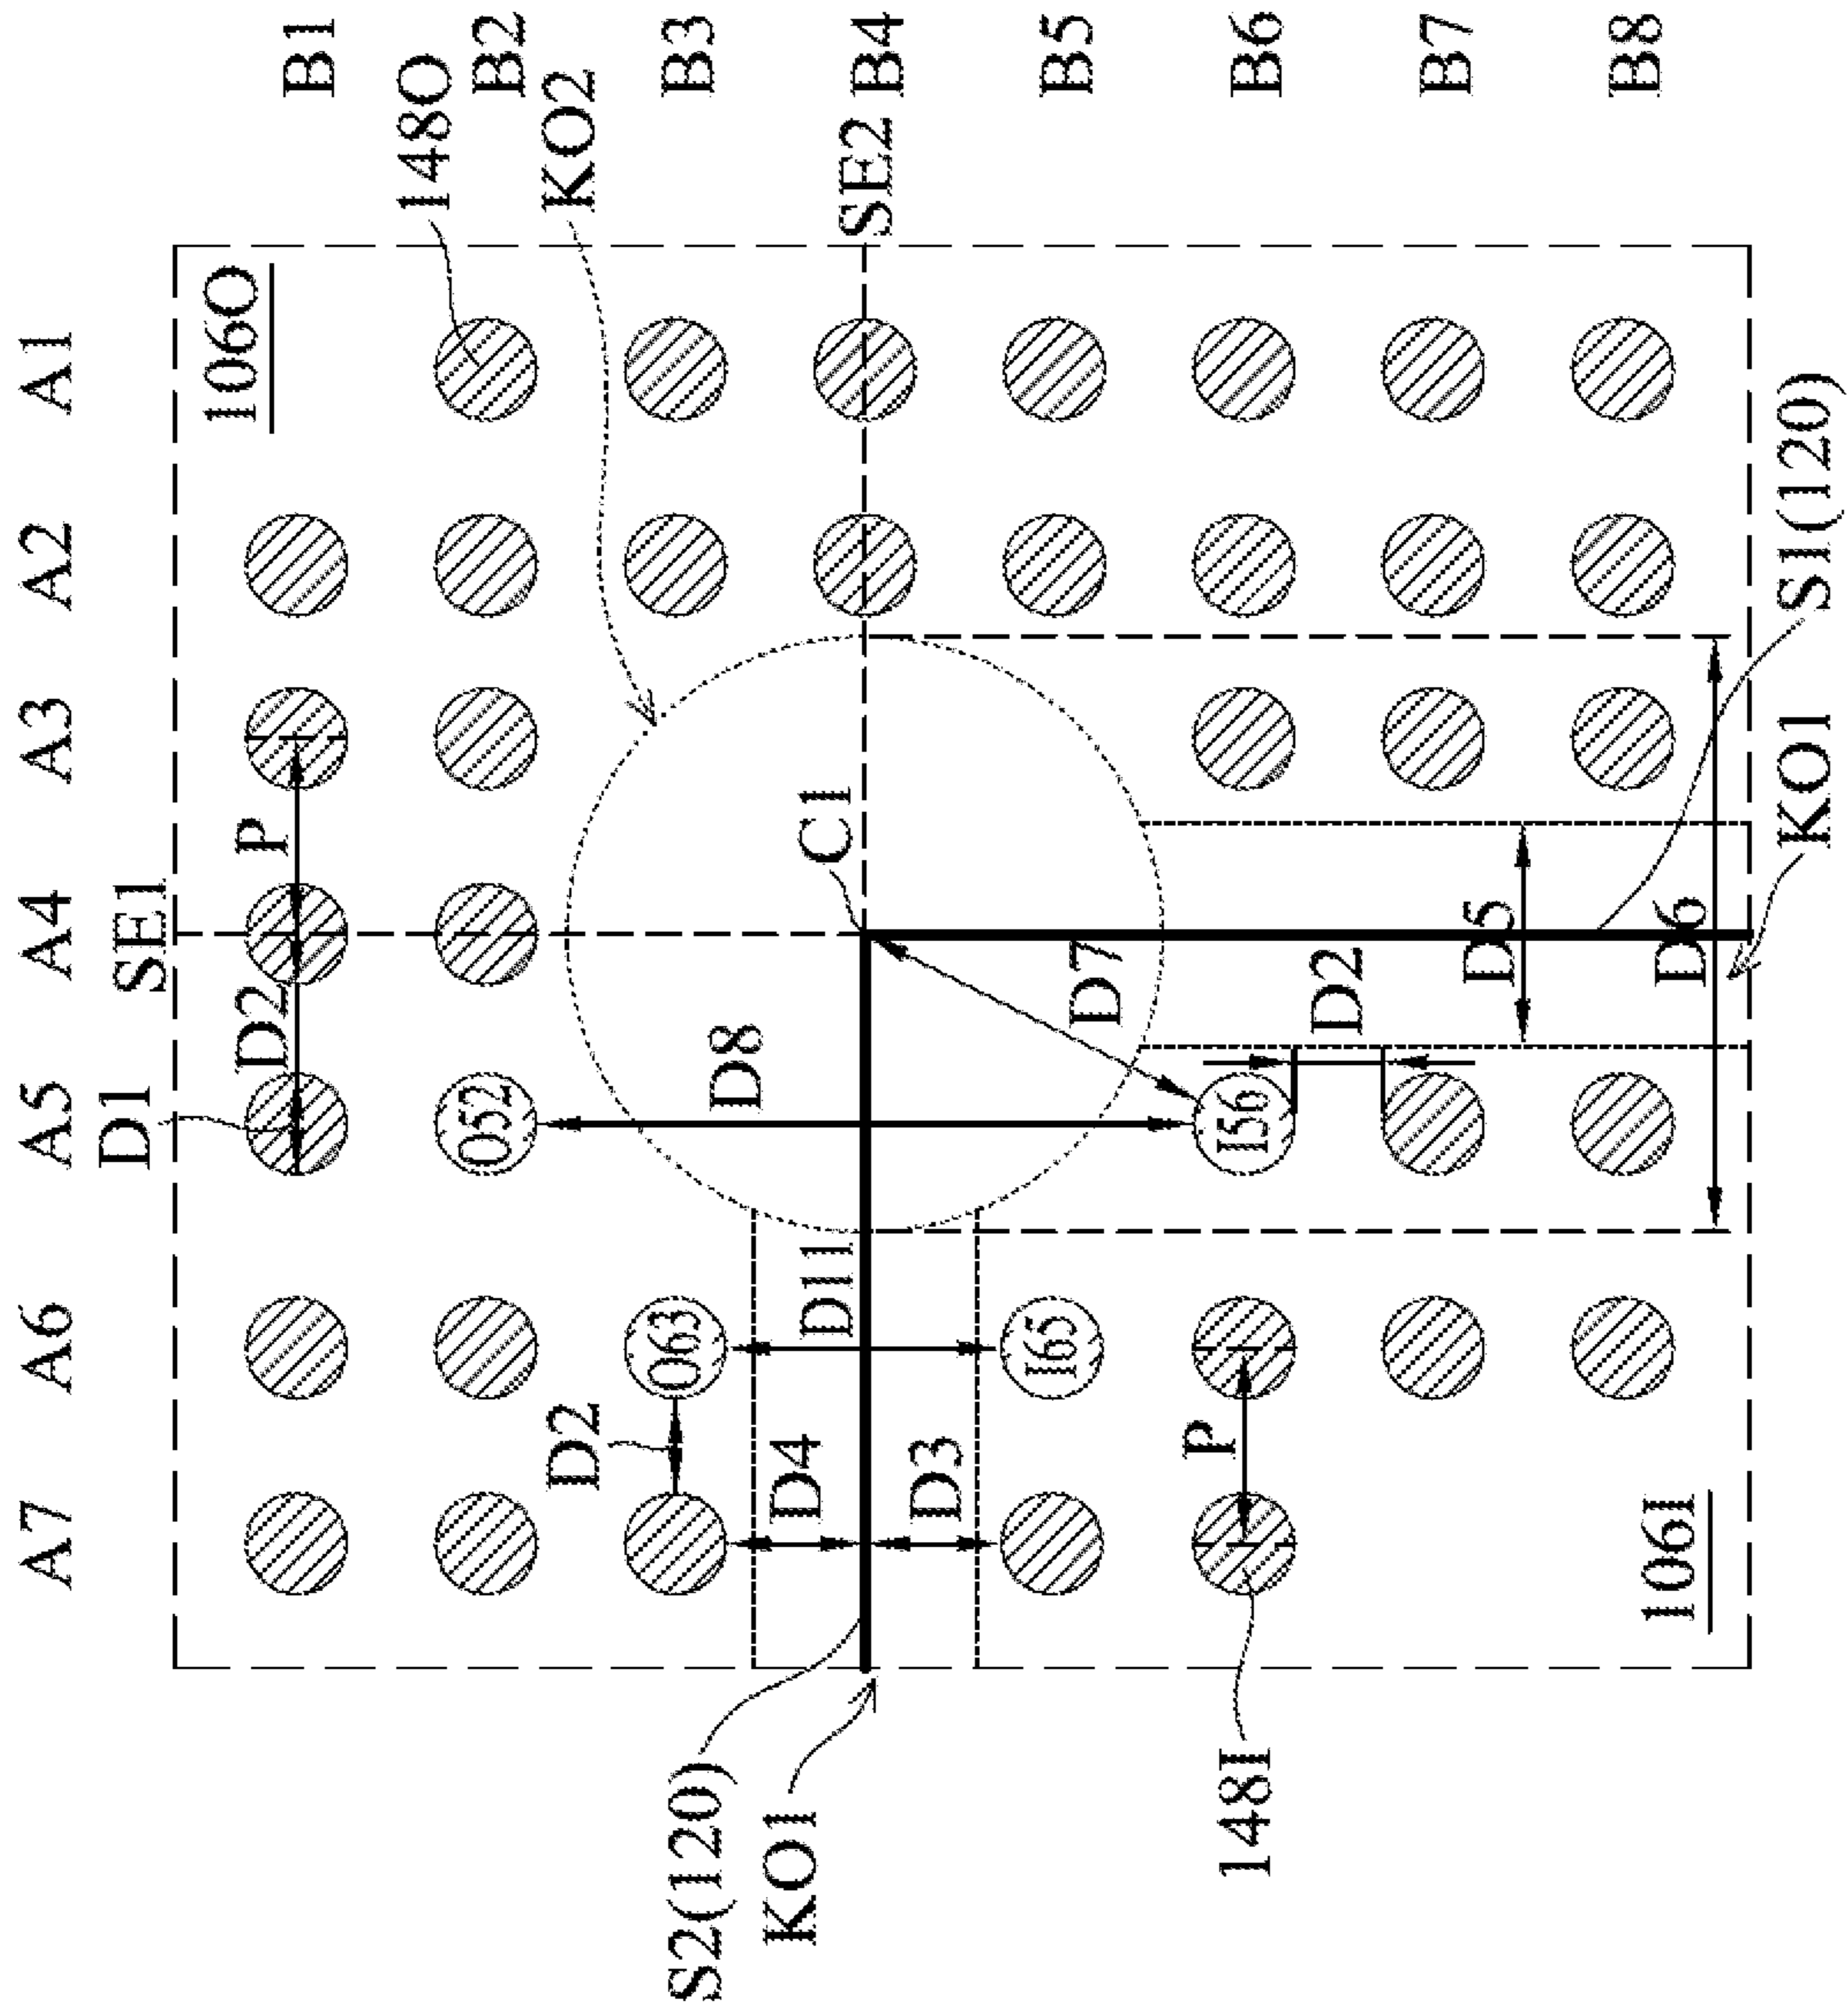 A1
A2
A3
A4
A5
A6
A7
B1
B2
B3
B4
B5
B6
B7
B8
SE1
SE2
106O
148O
KO2
D1
D2
P
O52
D8
C1
O63
D11
D2
D4
D3
I65
I56
D7
D2
D5
D6
P
S1(120)
KO1
S2(120)
KO1
148I
106I